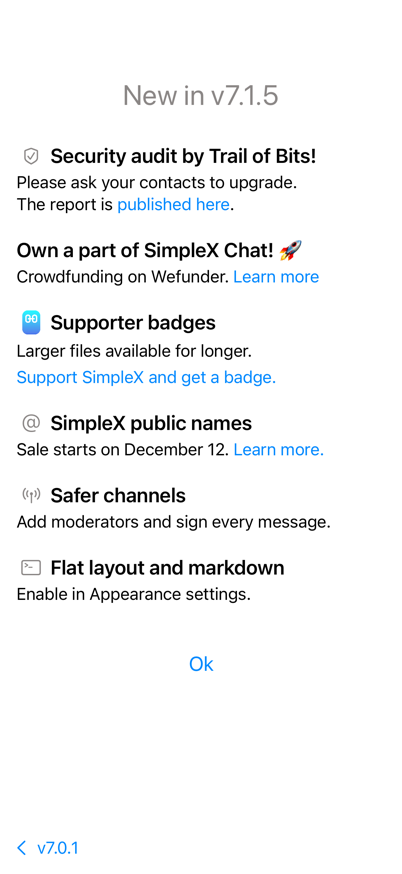 New in v7.1.5
Security audit by Trail of Bits!
Please ask your contacts to upgrade.
The report is published here.
Own a part of SimpleX Chat! 🚀
Crowdfunding on Wefunder. Learn more
Supporter badges
Larger files available for longer.
Support SimpleX and get a badge.
SimpleX public names
Sale starts on December 12. Learn more.
Safer channels
Add moderators and sign every message.
Flat layout and markdown
Enable in Appearance settings.
Ok
v7.0.1